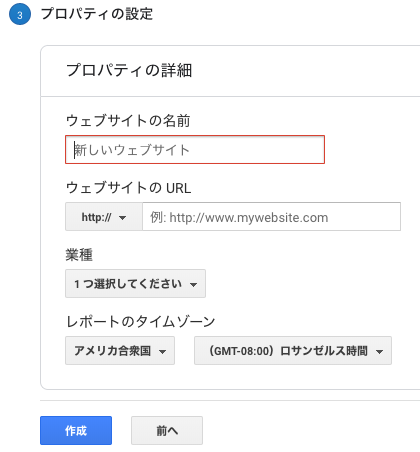 3 プロパティの設定
プロパティの詳細
ウェブサイトの名前
新しいウェブサイト
ウェブサイトの URL
http:// 例: http://www.mywebsite.com
業種
1 つ選択してください
レポートのタイムゾーン
アメリカ合衆国 （GMT-08:00）ロサンゼルス時間
作成 前へ